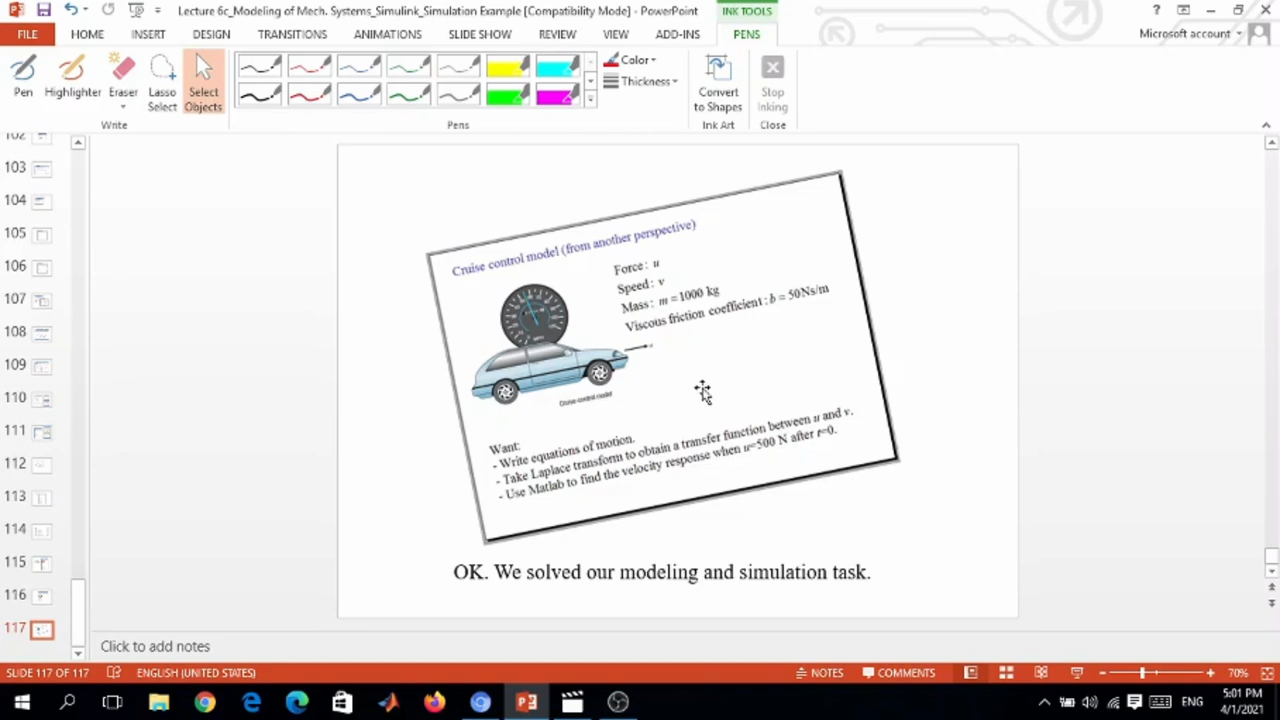 Lecture 6c_Modeling of Mech. Systems_Simulink_Simulation Example [Compatibility Mode] - PowerPoint
INK TOOLS
FILE HOME INSERT DESIGN TRANSITIONS ANIMATIONS SLIDE SHOW REVIEW VIEW ADD-INS PENS
Microsoft account
Pen Highlighter Eraser Lasso Select Select Objects
Color
Thickness
Convert to Shapes
Stop Inking
Write
Pens
Ink Art
Close
102
103
104
105
106
107
108
109
110
111
112
113
114
115
116
117
Cruise control model (from another perspective)
Force: u
Speed: v
Mass: m = 1000 kg
Viscous friction coefficient: b = 50Ns/m
Cruise control model
Want:
- Write equations of motion.
- Take Laplace transform to obtain a transfer function between u and v.
- Use Matlab to find the velocity response when u=500 N after t=0.
OK. We solved our modeling and simulation task.
Click to add notes
SLIDE 117 OF 117 ENGLISH (UNITED STATES) NOTES COMMENTS 70%
ENG
5:01 PM
4/1/2021